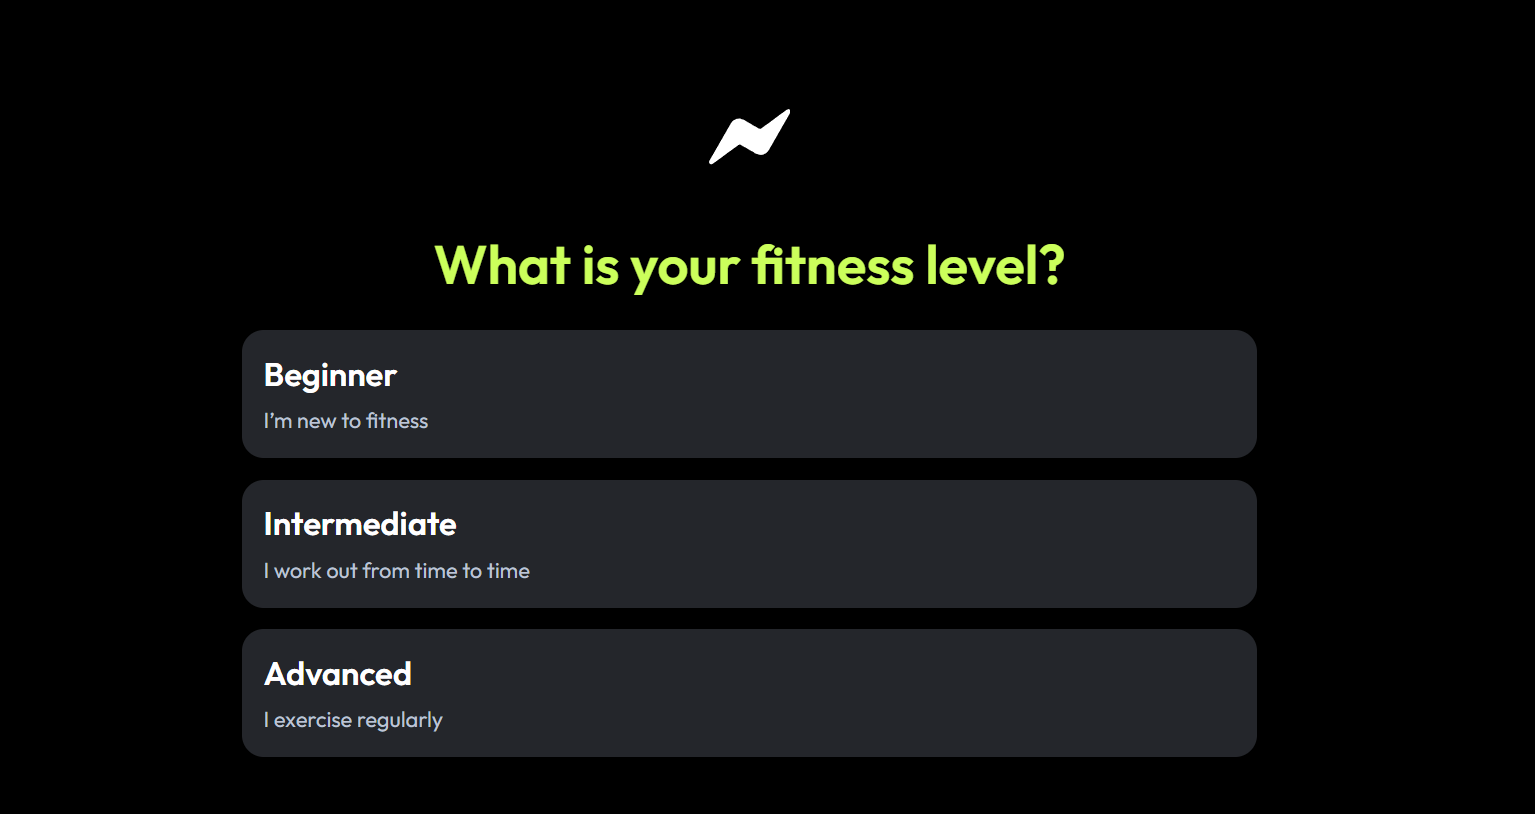 What is your fitness level?
Beginner
I’m new to fitness
Intermediate
I work out from time to time
Advanced
I exercise regularly